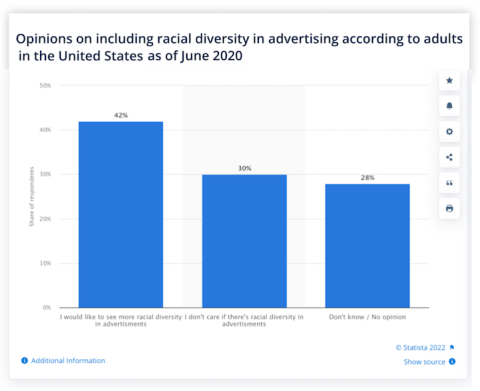 Opinions on including racial diversity in advertising according to adults
in the United States as of June 2020
50%
40%
30%
20%
10%
0%
Share of respondents
42%
30%
28%
I would like to see more racial diversity
in advertisments
I don't care if there's racial diversity in
advertisments
Don't know / No opinion
© Statista 2022
Additional Information
Show source